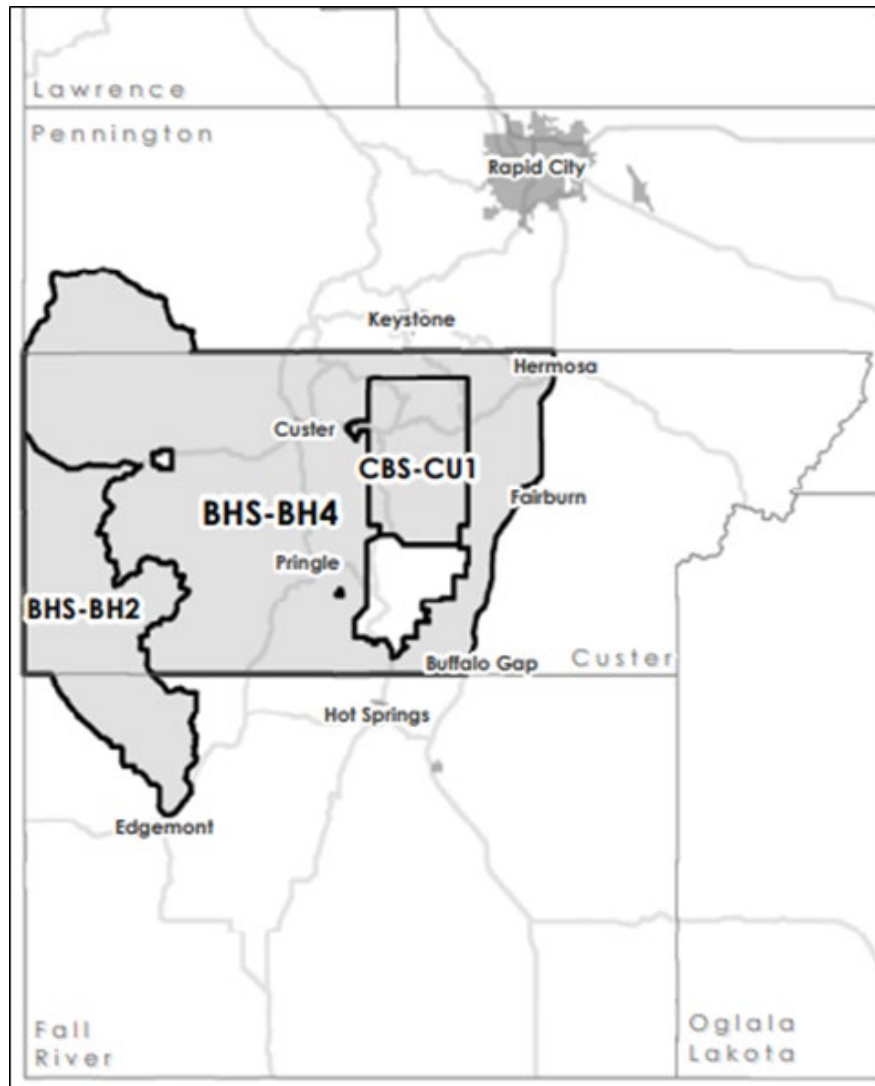 Lawrence
Pennington
Rapid City
Keystone
Hermosa
Custer
CBS-CU1
Fairburn
BHS-BH4
Pringle
BHS-BH2
Buffalo Gap
Custer
Hot Springs
Edgemont
Fall
River
Oglala
Lakota